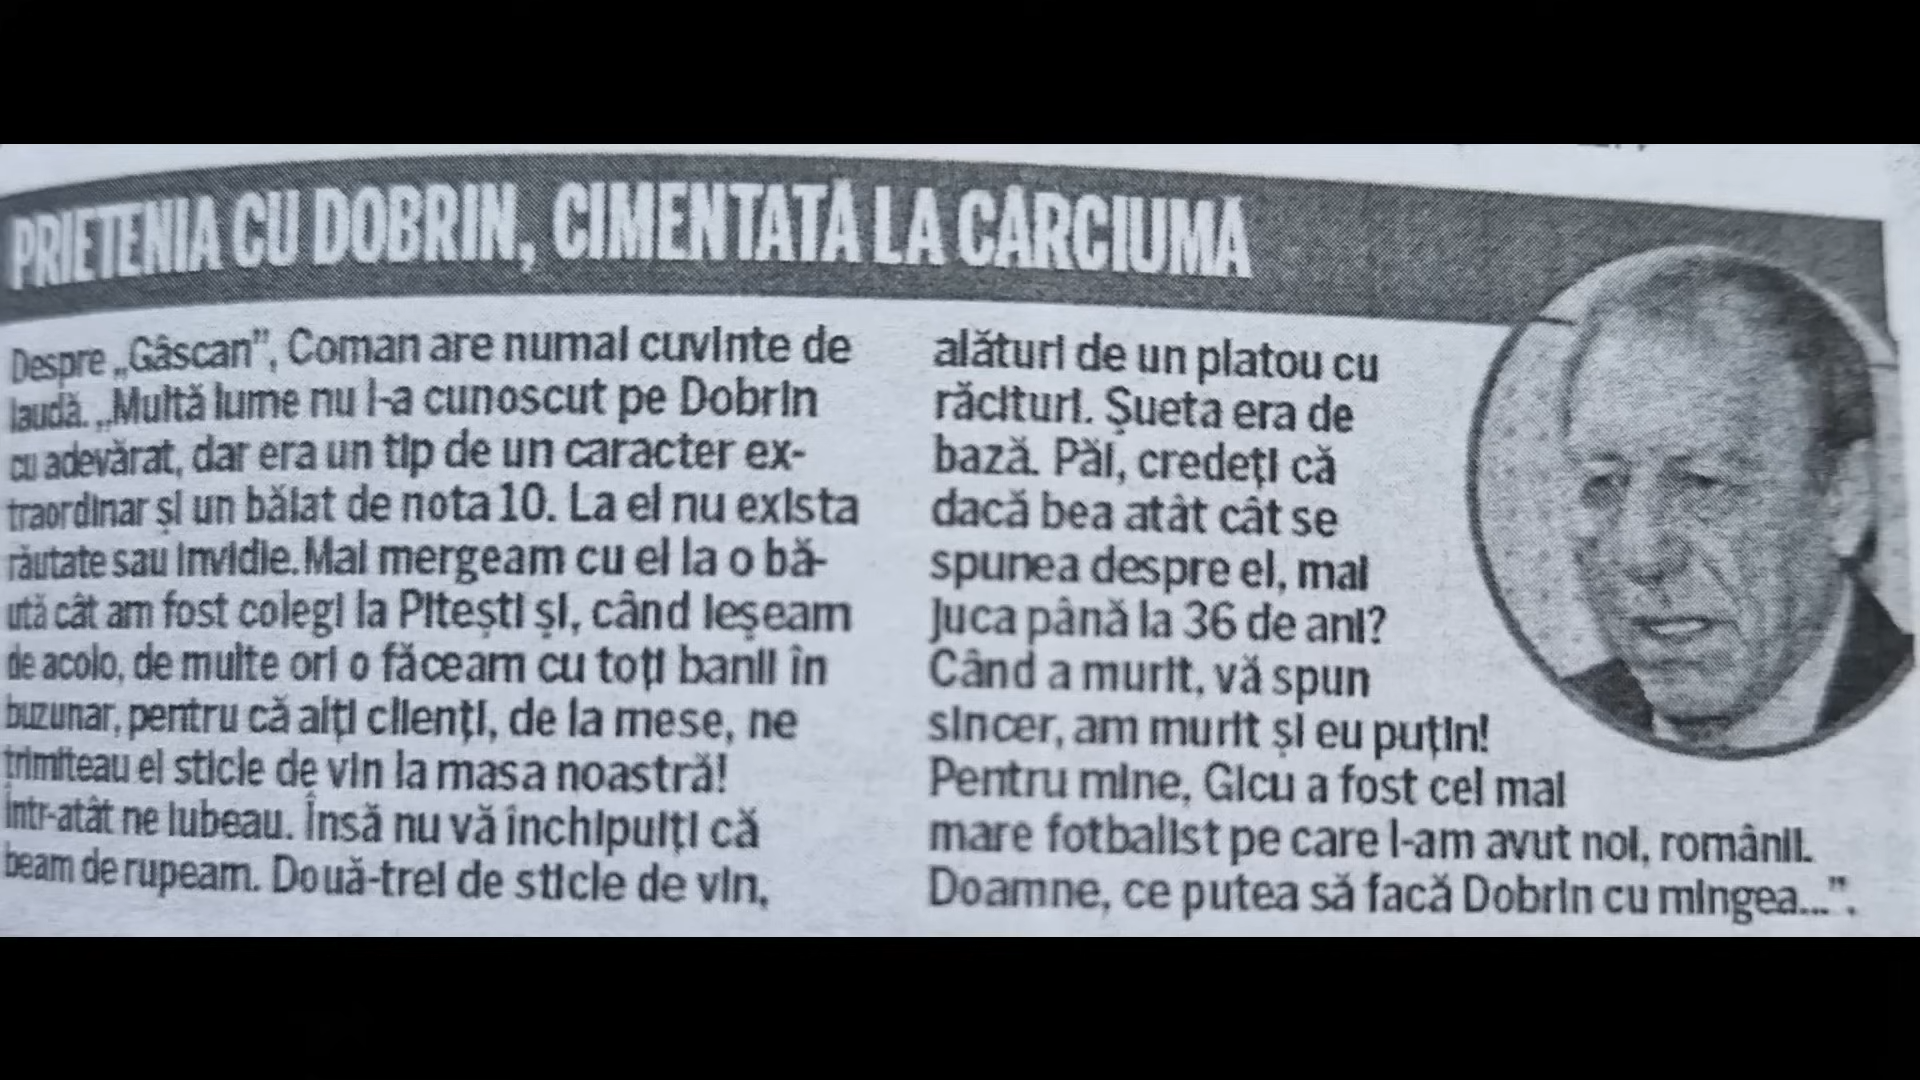 PRIETENIA CU DOBRIN, CIMENTATĂ LA CÂRCIUMĂ
Despre „Gâscan”, Coman are numai cuvinte de
laudă. „Multă lume nu l-a cunoscut pe Dobrin
cu adevărat, dar era un tip de un caracter ex-
traordinar și un băiat de nota 10. La el nu exista
răutate sau invidie. Mai mergeam cu el la o bă-
ută cât am fost colegi la Pitești și, când ieșeam
de acolo, de multe ori o făceam cu toți banii în
buzunar, pentru că alți clienți, de la mese, ne
trimiteau ei sticle de vin la masa noastră!
Într-atât ne iubeau. Însă nu vă închipuiți că
beam de rupeam. Două-trei de sticle de vin,
alături de un platou cu
răcituri. Șueta era de
bază. Păi, credeți că
dacă bea atât cât se
spunea despre el, mai
juca până la 36 de ani?
Când a murit, vă spun
sincer, am murit și eu puțin!
Pentru mine, Gicu a fost cel mai
mare fotbalist pe care l-am avut noi, românii.
Doamne, ce putea să facă Dobrin cu mingea...”.